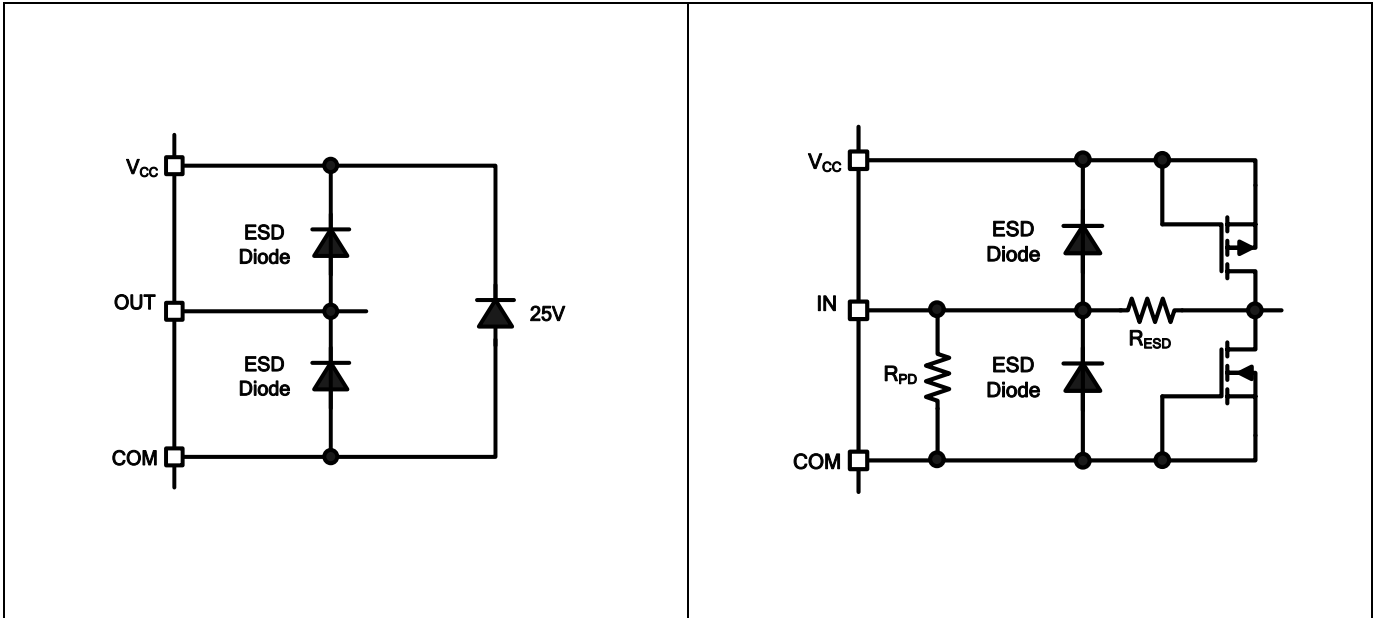 VCC
ESD
Diode
OUT
25V
ESD
Diode
COM
VCC
ESD
Diode
IN
RESD
RPD
ESD
Diode
COM